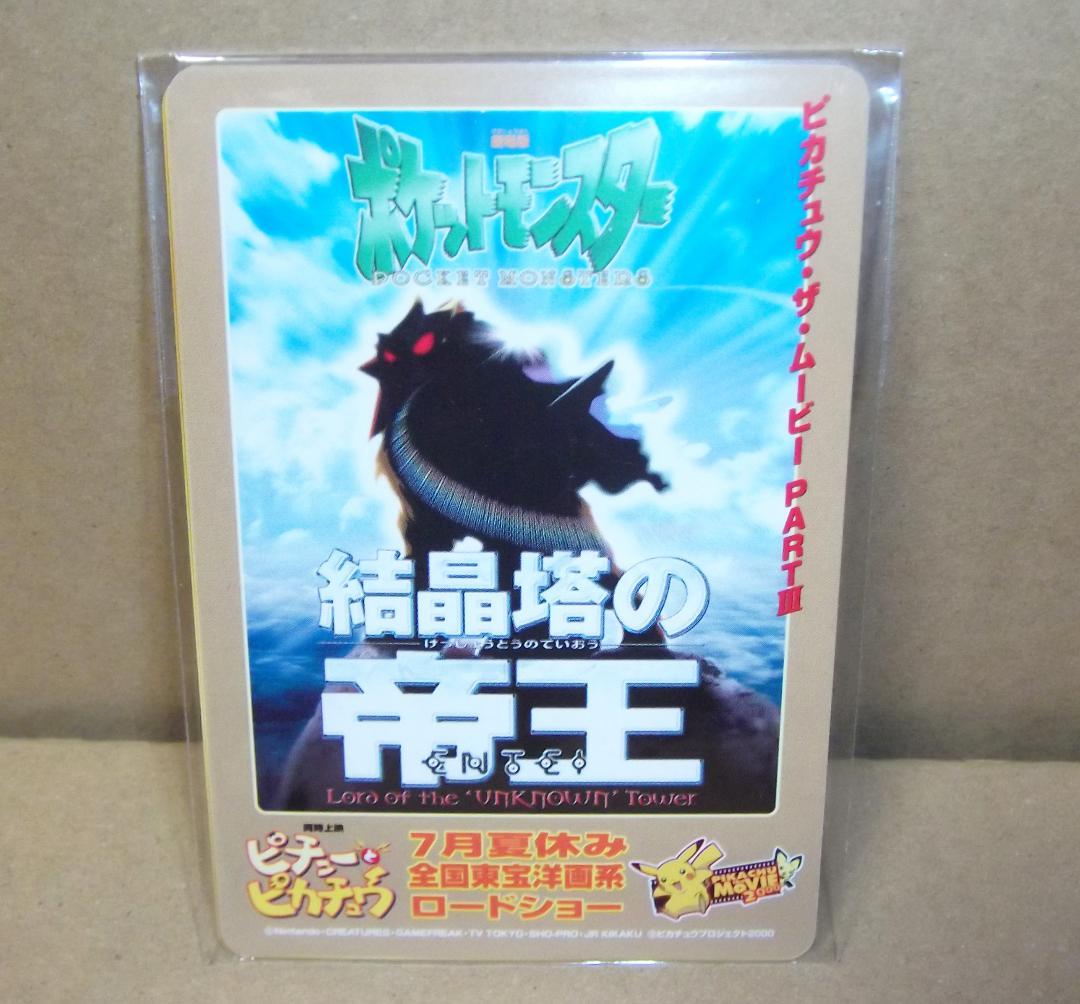 劇場版
ポケットモンスター
POCKET MONSTERS
ピカチュウ・ザ・ムービー PART III
結晶塔の
けっしょうとうのていおう
帝王
ENTEI
Lord of the 'UNKNOWN' Tower
同時上映
ピチューと
ピカチュウ
7月夏休み
全国東宝洋画系
ロードショー
PIKACHU
MOVIE
2000
©Nintendo・CREATURES・GAMEFREAK・TV TOKYO・SHO-PRO・JR KIKAKU ©ピカチュウプロジェクト2000